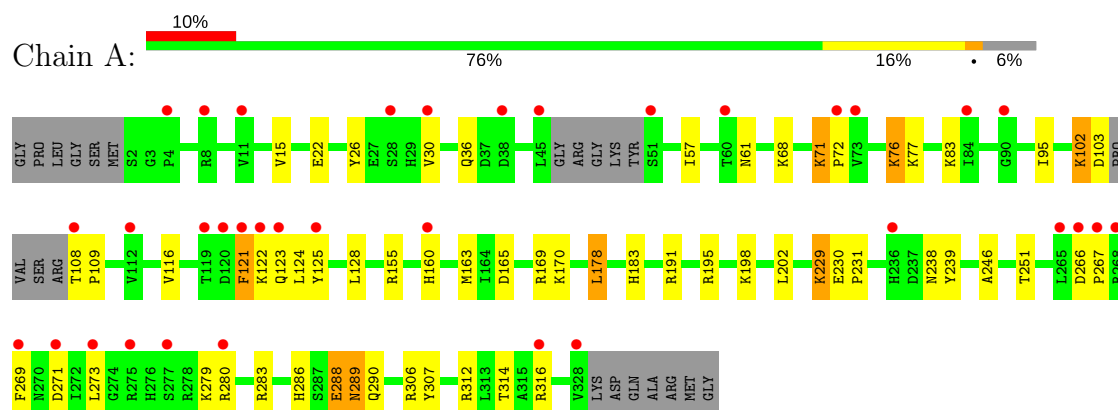 10%
Chain A:
76% 16% • 6%
GLY PRO LEU GLY SER MET S2 G3 P4 R8 V11 V15 E22 Y26 E27 S28 H29 V30 Q36 D37 D38 L45 GLY ARG GLY LYS TYR S51 I57 T60 N61 K68 K71 P72 V73 K76 K77 K83 I84 G90 I95 K102 D103 PRO
VAL SER ARG T108 P109 V112 V116 T119 D120 F121 K122 Q123 L124 Y125 L128 R155 H160 M163 I164 D165 R169 K170 L178 H183 R191 R195 K198 L202 K229 E230 P231 H236 D237 N238 Y239 A246 T251 L265 D266 P267 R268
F269 N270 D271 I272 L273 G274 R275 H276 S277 R278 K279 R280 R283 H286 S287 E288 N289 Q290 R306 Y307 R312 L313 T314 A315 R316 V328 LYS ASP GLN ALA ARG MET GLY